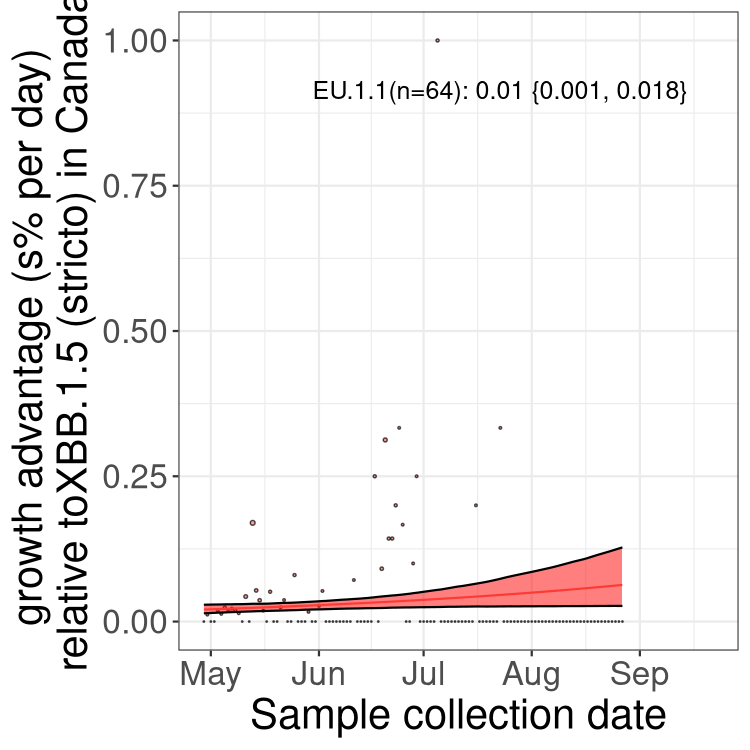 growth advantage (s% per day)
relative toXBB.1.5 (stricto) in Canada
1.00
0.75
0.50
0.25
0.00
EU.1.1(n=64): 0.01 {0.001, 0.018}
May Jun Jul Aug Sep
Sample collection date